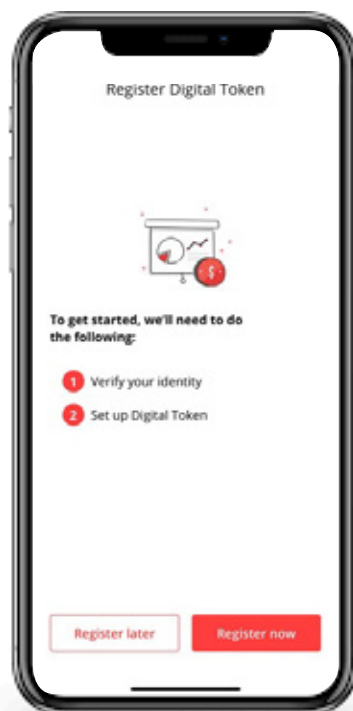 Register Digital Token
$
To get started, we'll need to do
the following:
1 Verify your identity
2 Set up Digital Token
Register later
Register now